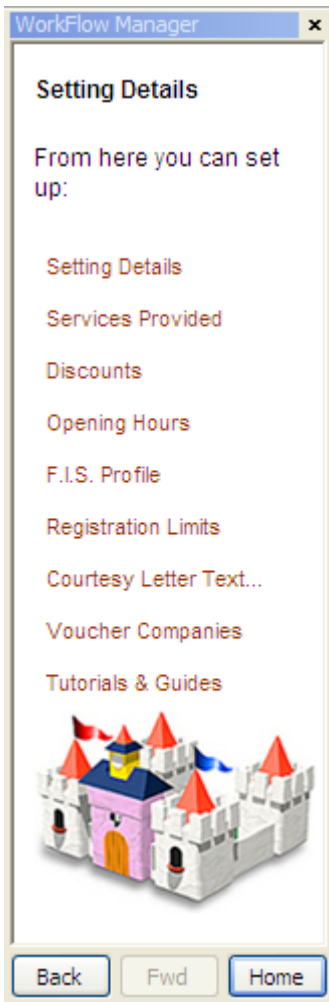 WorkFlow Manager
Setting Details
From here you can set
up:
Setting Details
Services Provided
Discounts
Opening Hours
F.I.S. Profile
Registration Limits
Courtesy Letter Text...
Voucher Companies
Tutorials & Guides
Back Fwd Home